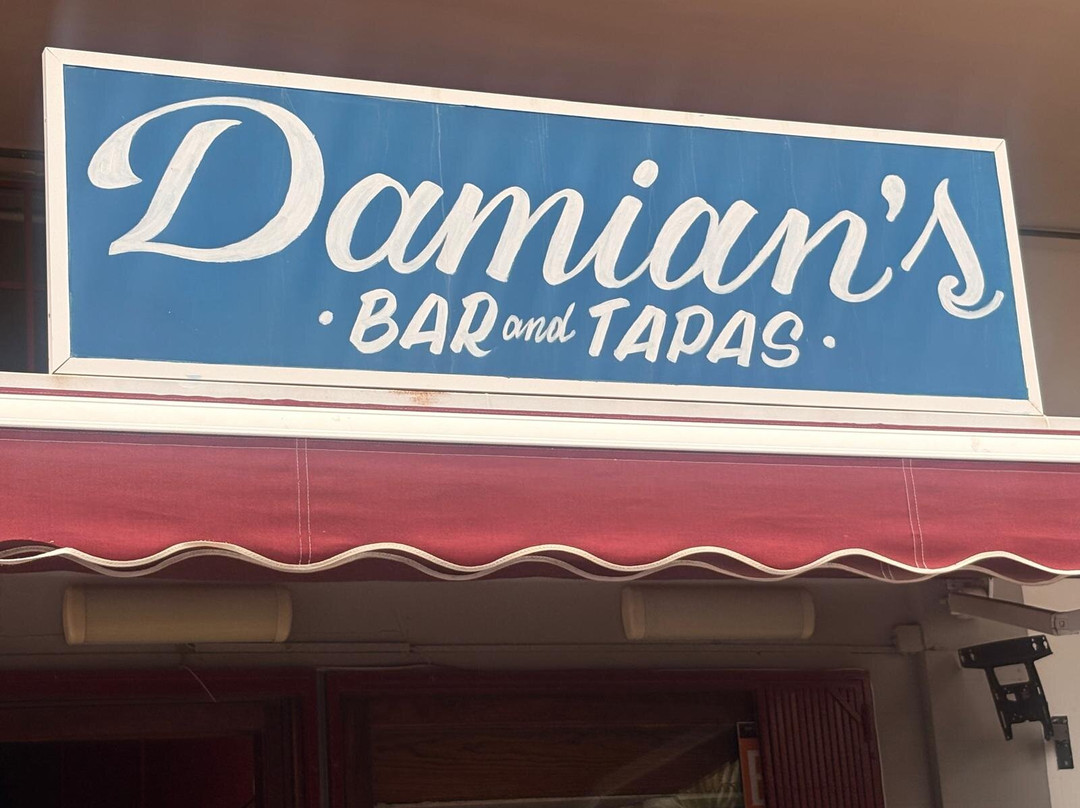 Damian's
· BAR and TAPAS ·